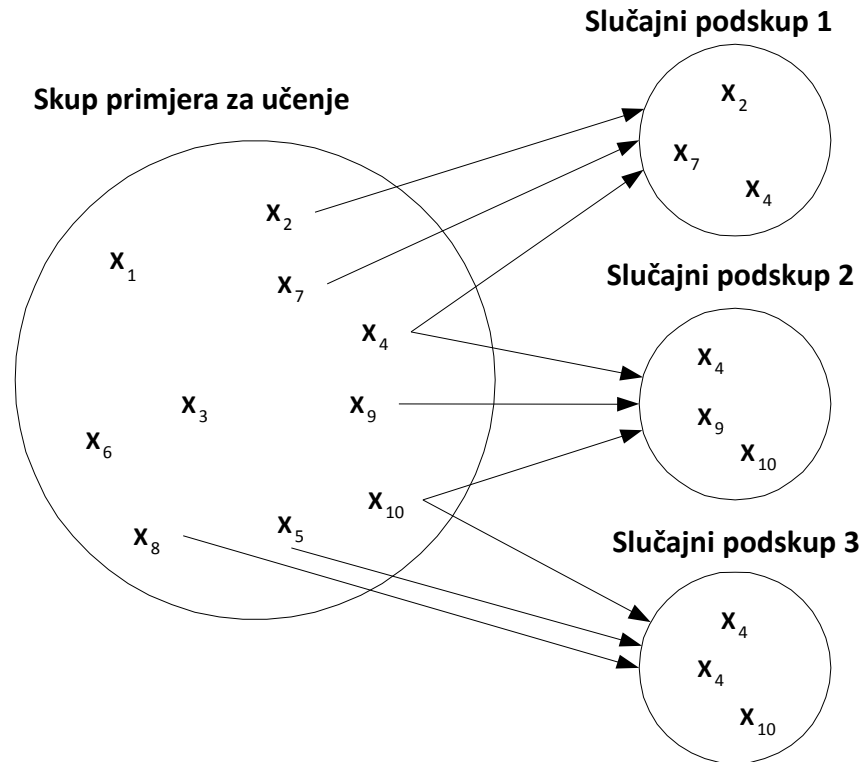 Skup primjera za učenje
X2
X1
X7
X4
X3
X9
X6
X10
X5
X8
Slučajni podskup 1
X2
X7
X4
Slučajni podskup 2
X4
X9
X10
Slučajni podskup 3
X4
X4
X10